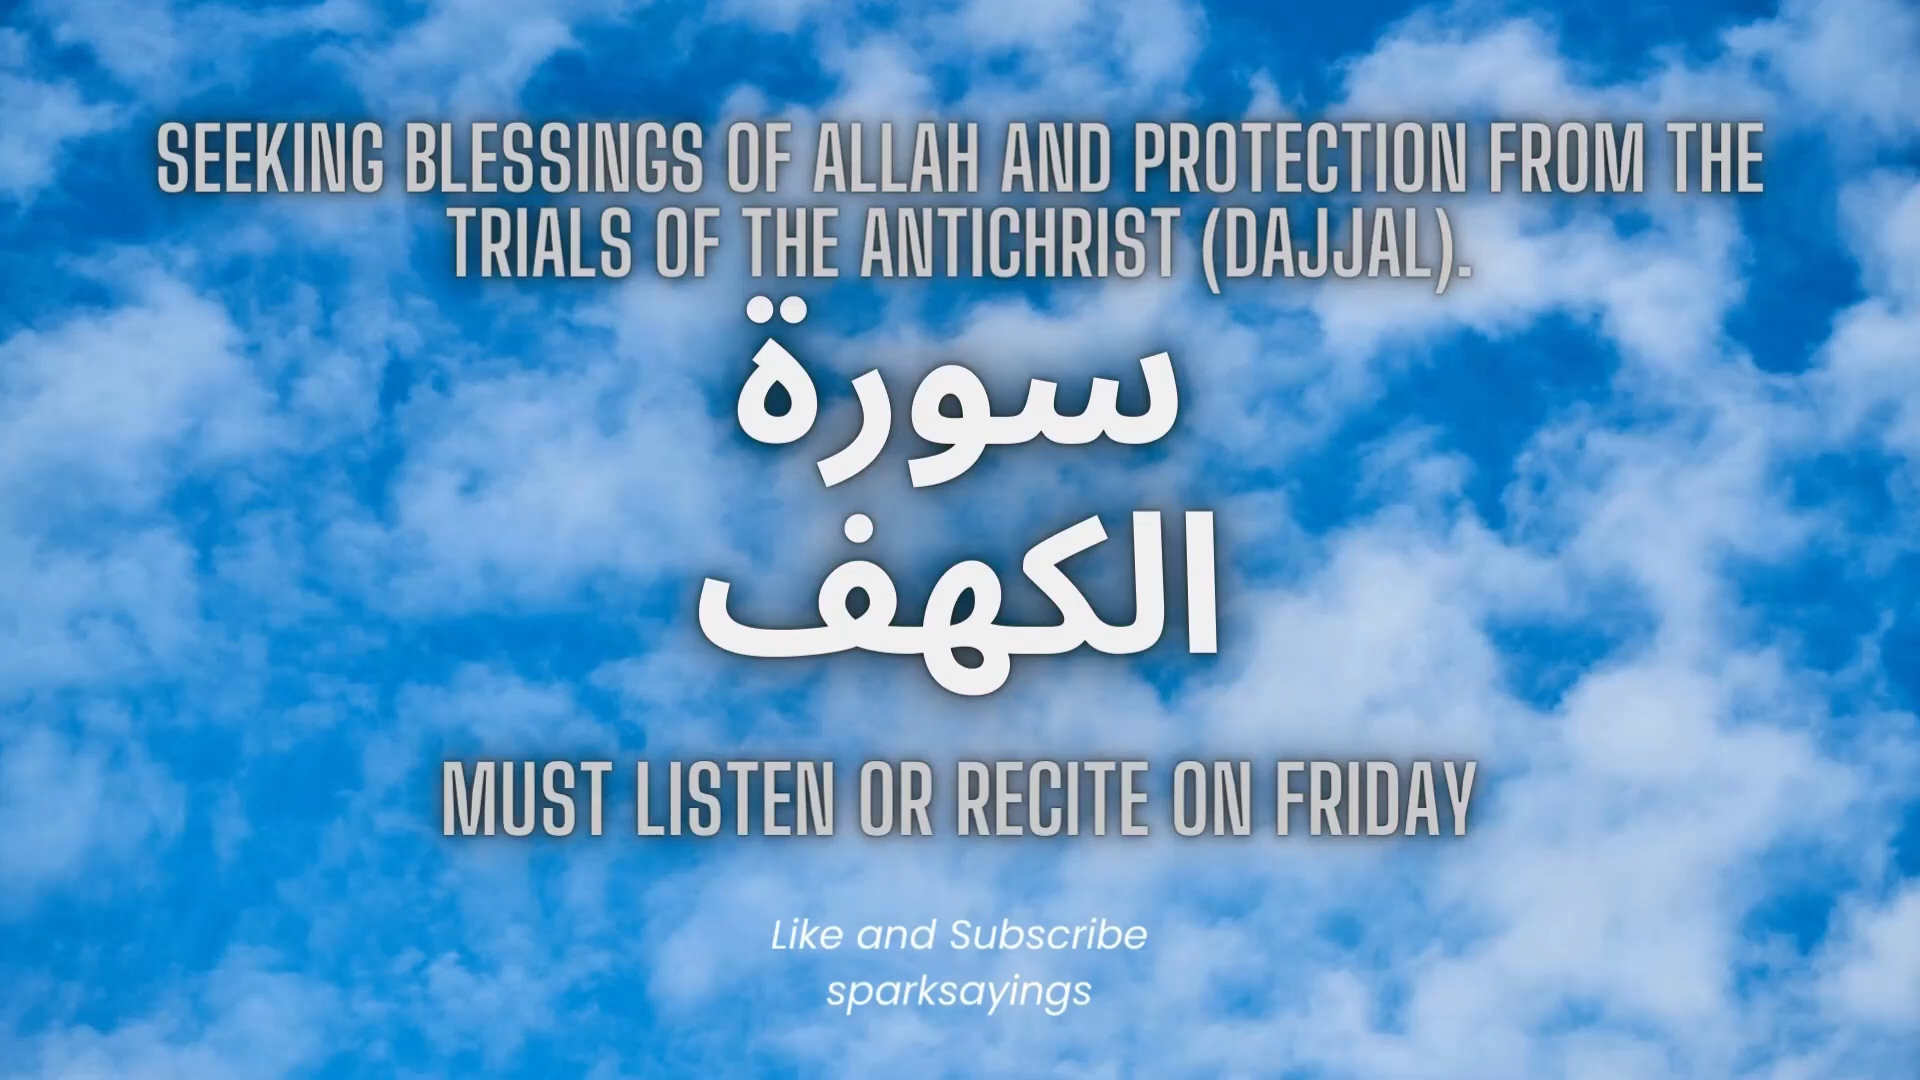 SEEKING BLESSINGS OF ALLAH AND PROTECTION FROM THE
TRIALS OF THE ANTICHRIST (DAJJAL).
سورة
الكهف
MUST LISTEN OR RECITE ON FRIDAY
Like and Subscribe
sparksayings